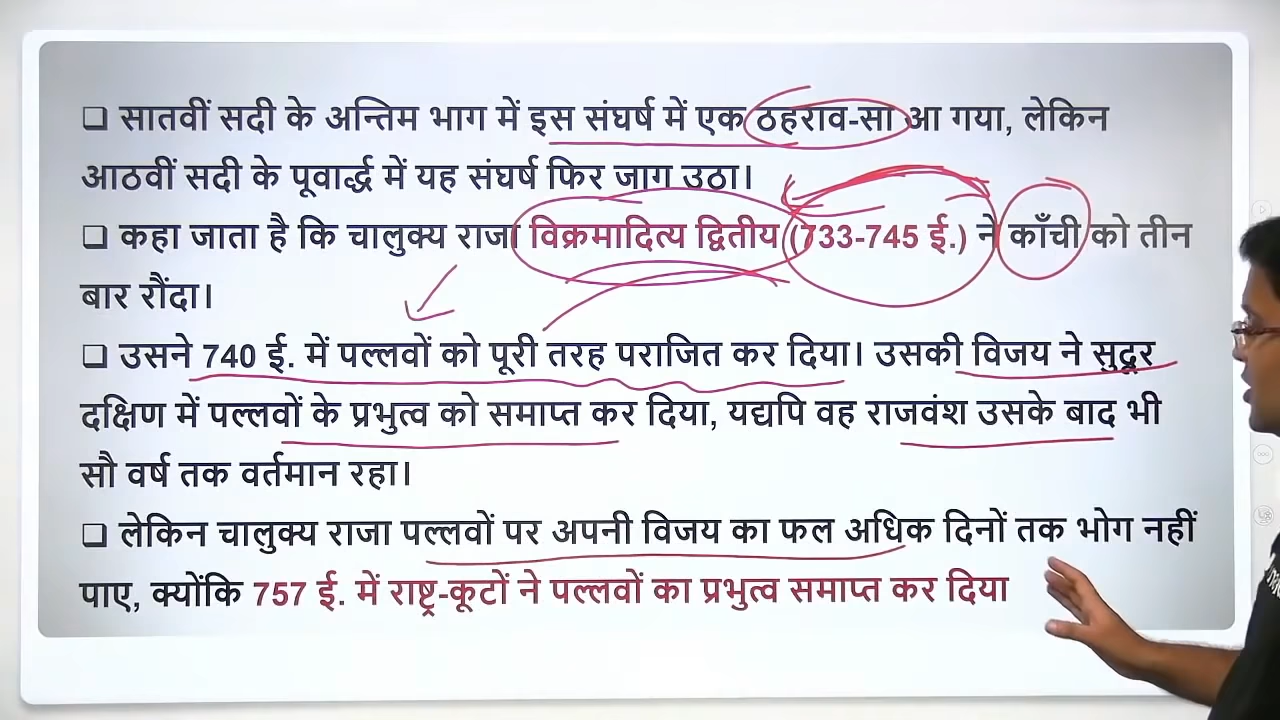 ❑ सातवीं सदी के अन्तिम भाग में इस संघर्ष में एक ठहराव-सा आ गया, लेकिन
आठवीं सदी के पूवार्द्ध में यह संघर्ष फिर जाग उठा।
❑ कहा जाता है कि चालुक्य राजा विक्रमादित्य द्वितीय (733-745 ई.) ने काँची को तीन
बार रौंदा।
❑ उसने 740 ई. में पल्लवों को पूरी तरह पराजित कर दिया। उसकी विजय ने सुदूर
दक्षिण में पल्लवों के प्रभुत्व को समाप्त कर दिया, यद्यपि वह राजवंश उसके बाद भी
सौ वर्ष तक वर्तमान रहा।
❑ लेकिन चालुक्य राजा पल्लवों पर अपनी विजय का फल अधिक दिनों तक भोग नहीं
पाए, क्योंकि 757 ई. में राष्ट्र-कूटों ने पल्लवों का प्रभुत्व समाप्त कर दिया